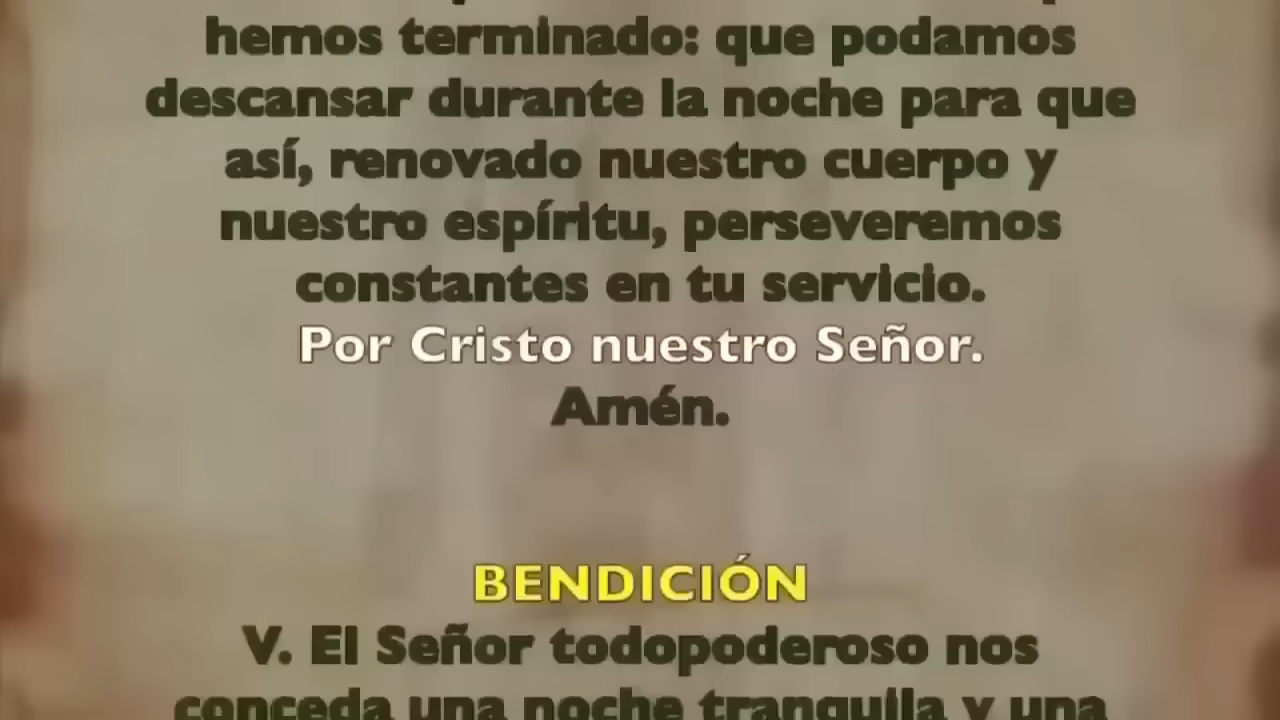 hemos terminado: que podamos
descansar durante la noche para que
así, renovado nuestro cuerpo y
nuestro espíritu, perseveremos
constantes en tu servicio.
Por Cristo nuestro Señor.
Amén.
BENDICIÓN
V. El Señor todopoderoso nos
conceda una noche tranquila y una